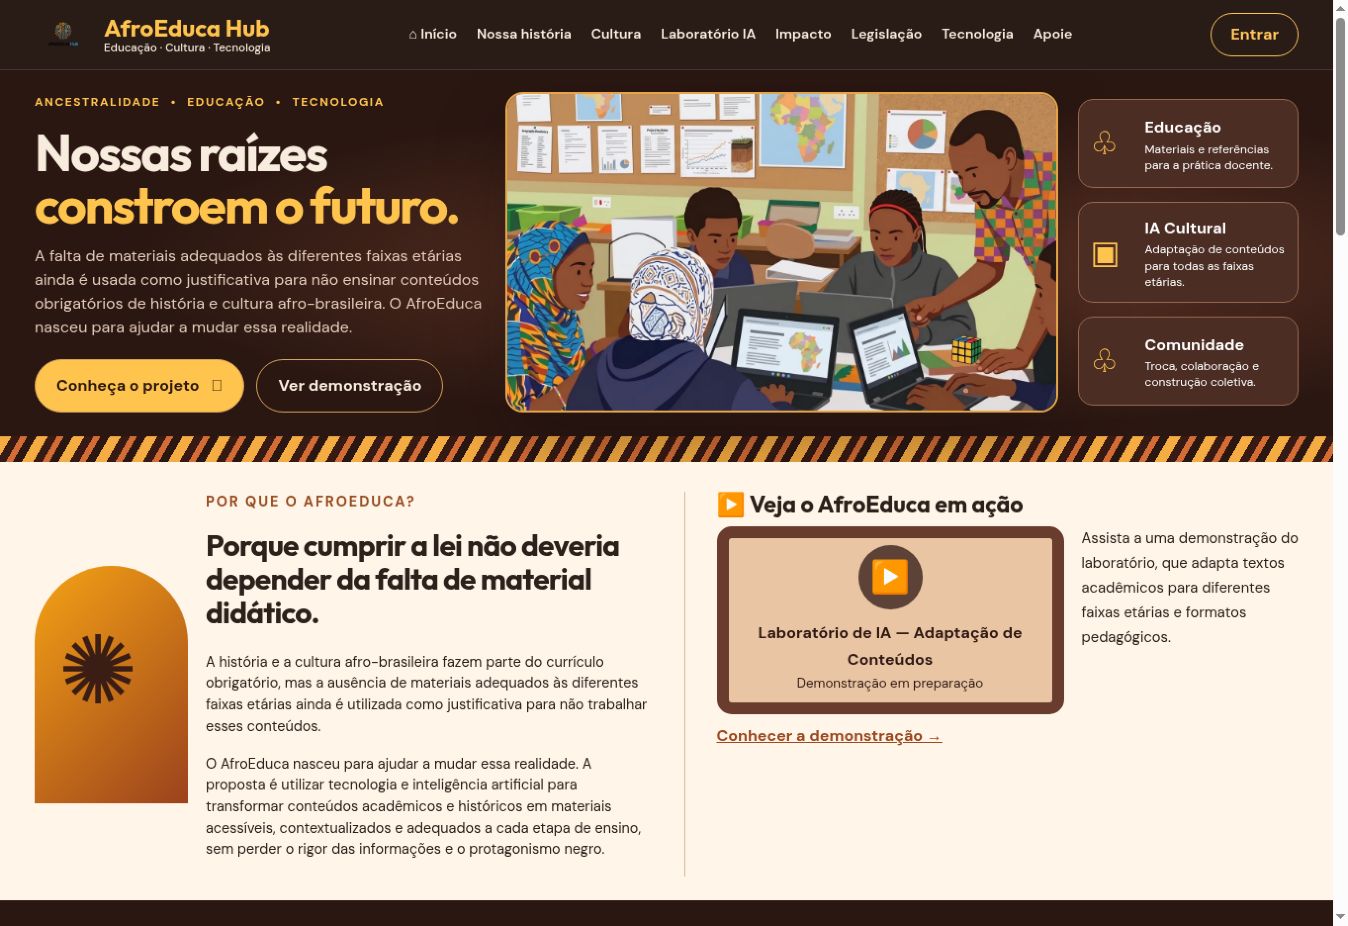 AfroEduca Hub
Educação · Cultura · Tecnologia
⌂ Início Nossa história Cultura Laboratório IA Impacto Legislação Tecnologia Apoie
Entrar
ANCESTRALIDADE • EDUCAÇÃO • TECNOLOGIA
Nossas raízes
constroem o futuro.
A falta de materiais adequados às diferentes faixas etárias
ainda é usada como justificativa para não ensinar conteúdos
obrigatórios de história e cultura afro-brasileira. O AfroEduca
nasceu para ajudar a mudar essa realidade.
Conheça o projeto
Ver demonstração
Educação
Materiais e referências
para a prática docente.
IA Cultural
Adaptação de conteúdos
para todas as faixas
etárias.
Comunidade
Troca, colaboração e
construção coletiva.
POR QUE O AFROEDUCA?
Porque cumprir a lei não deveria
depender da falta de material
didático.
A história e a cultura afro-brasileira fazem parte do currículo
obrigatório, mas a ausência de materiais adequados às diferentes
faixas etárias ainda é utilizada como justificativa para não trabalhar
esses conteúdos.
O AfroEduca nasceu para ajudar a mudar essa realidade. A
proposta é utilizar tecnologia e inteligência artificial para
transformar conteúdos acadêmicos e históricos em materiais
acessíveis, contextualizados e adequados a cada etapa de ensino,
sem perder o rigor das informações e o protagonismo negro.
▶️ Veja o AfroEduca em ação
Laboratório de IA — Adaptação de
Conteúdos
Demonstração em preparação
Assista a uma demonstração do
laboratório, que adapta textos
acadêmicos para diferentes
faixas etárias e formatos
pedagógicos.
Conhecer a demonstração →